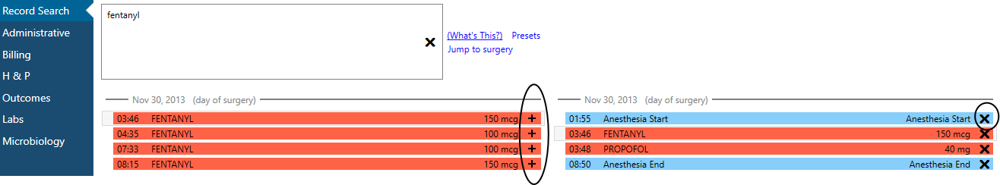 Record Search
Administrative
Billing
H & P
Outcomes
Labs
Microbiology
fentanyl
(What's This?) Presets
Jump to surgery
Nov 30, 2013 (day of surgery)
03:46 FENTANYL 150 mcg +
04:35 FENTANYL 100 mcg +
07:33 FENTANYL 100 mcg +
08:15 FENTANYL 150 mcg +
Nov 30, 2013 (day of surgery)
01:55 Anesthesia Start Anesthesia Start
03:46 FENTANYL 150 mcg
03:48 PROPOFOL 40 mg
08:50 Anesthesia End Anesthesia End